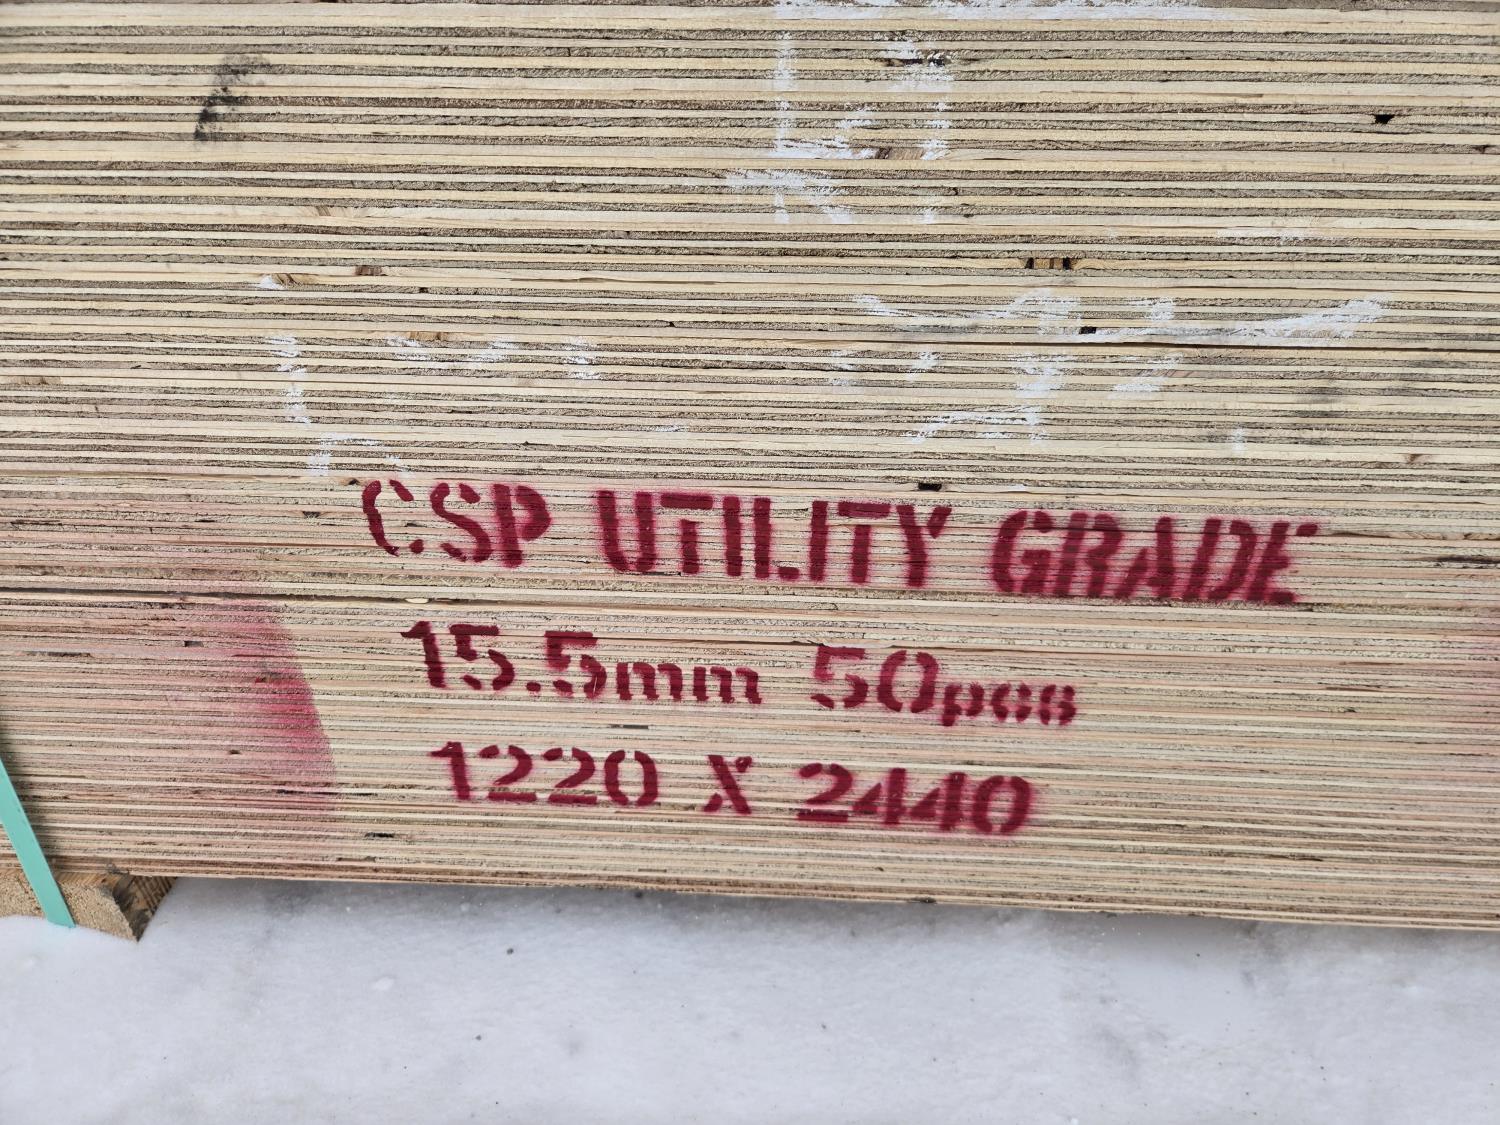 CSP UTILITY GRADE
15.5mm 50pcs
1220 X 2440